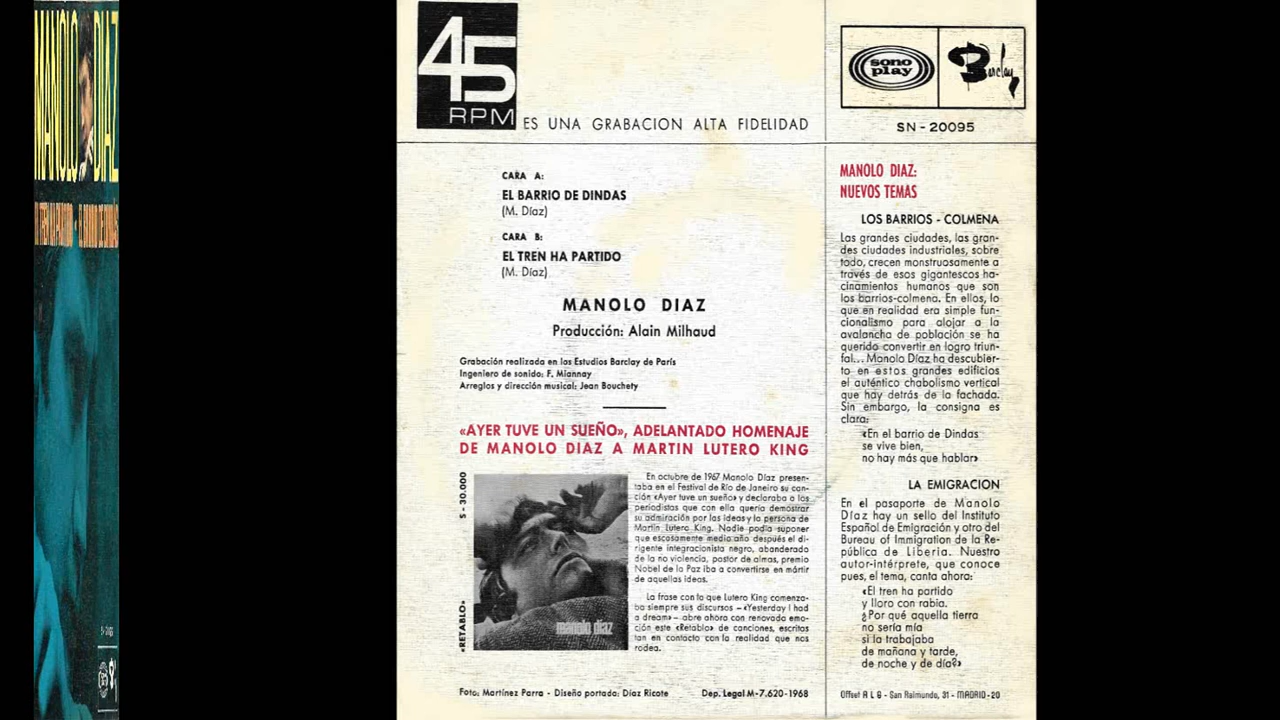 MANOLO DIAZ
45
RPM
ES UNA GRABACION ALTA FIDELIDAD
sono
play
Barclay
SN - 20095
CARA A:
EL BARRIO DE DINDAS
(M. Díaz)
CARA B:
EL TREN HA PARTIDO
(M. Díaz)
MANOLO DIAZ
Producción: Alain Milhaud
Grabación realizada en los Estudios Barclay de París
Ingeniero de sonido: F. Miannay
Arreglos y dirección musical: Jean Bouchety
«AYER TUVE UN SUEÑO», ADELANTADO HOMENAJE
DE MANOLO DIAZ A MARTIN LUTERO KING
S - 30.000
«RETABLO»
manolo díaz
En octubre de 1967 Manolo Díaz presen-
taba en el Festival de Río de Janeiro su can-
ción «Ayer tuve un sueño» y declaraba a los
periodistas que con ella quería demostrar
su admiración por las ideas y la persona de
Martin Lutero King. Nadie podía suponer
que escasamente medio año después el di-
rigente integracionista negro, abanderado
de la no violencia, pastor de almas, premio
Nobel de la Paz iba a convertirse en mártir
de aquellas ideas.
La frase con la que Lutero King comenza-
ba siempre sus discursos – «Yesterday I had
a dream» – abre ahora con renovada emo-
ción este «Retablo» de canciones, escritas
tan en contacto con la realidad que nos
rodea.
Foto: Martínez Parra - Diseño portada: Díaz Ricote
Dep. Legal M-7.620-1968
MANOLO DIAZ:
NUEVOS TEMAS
LOS BARRIOS - COLMENA
Las grandes ciudades, las gran-
des ciudades industriales, sobre
todo, crecen monstruosamente a
través de esos gigantescos ha-
cinamientos humanos que son
los barrios-colmena. En ellos, lo
que en realidad era simple fun-
cionalismo para alojar a la
avalancha de población se ha
querido convertir en logro triun-
fal... Manolo Díaz ha descubier-
to en estos grandes edificios
el auténtico chabolismo vertical
que hay detrás de la fachada.
Sin embargo, la consigna es
clara:
«En el barrio de Dindas
se vive bien,
no hay más que hablar»
LA EMIGRACION
En el pasaporte de Manolo
Díaz hay un sello del Instituto
Español de Emigración y otro del
Bureau of Immigration de la Re-
pública de Liberia. Nuestro
autor-intérprete, que conoce
pues, el tema, canta ahora:
«El tren ha partido
y lloro con rabia.
¿Por qué aquella tierra
no sería mía
si la trabajaba
de mañana y tarde,
de noche y de día?»
Offset A L G - San Raimundo, 31 - MADRID-20